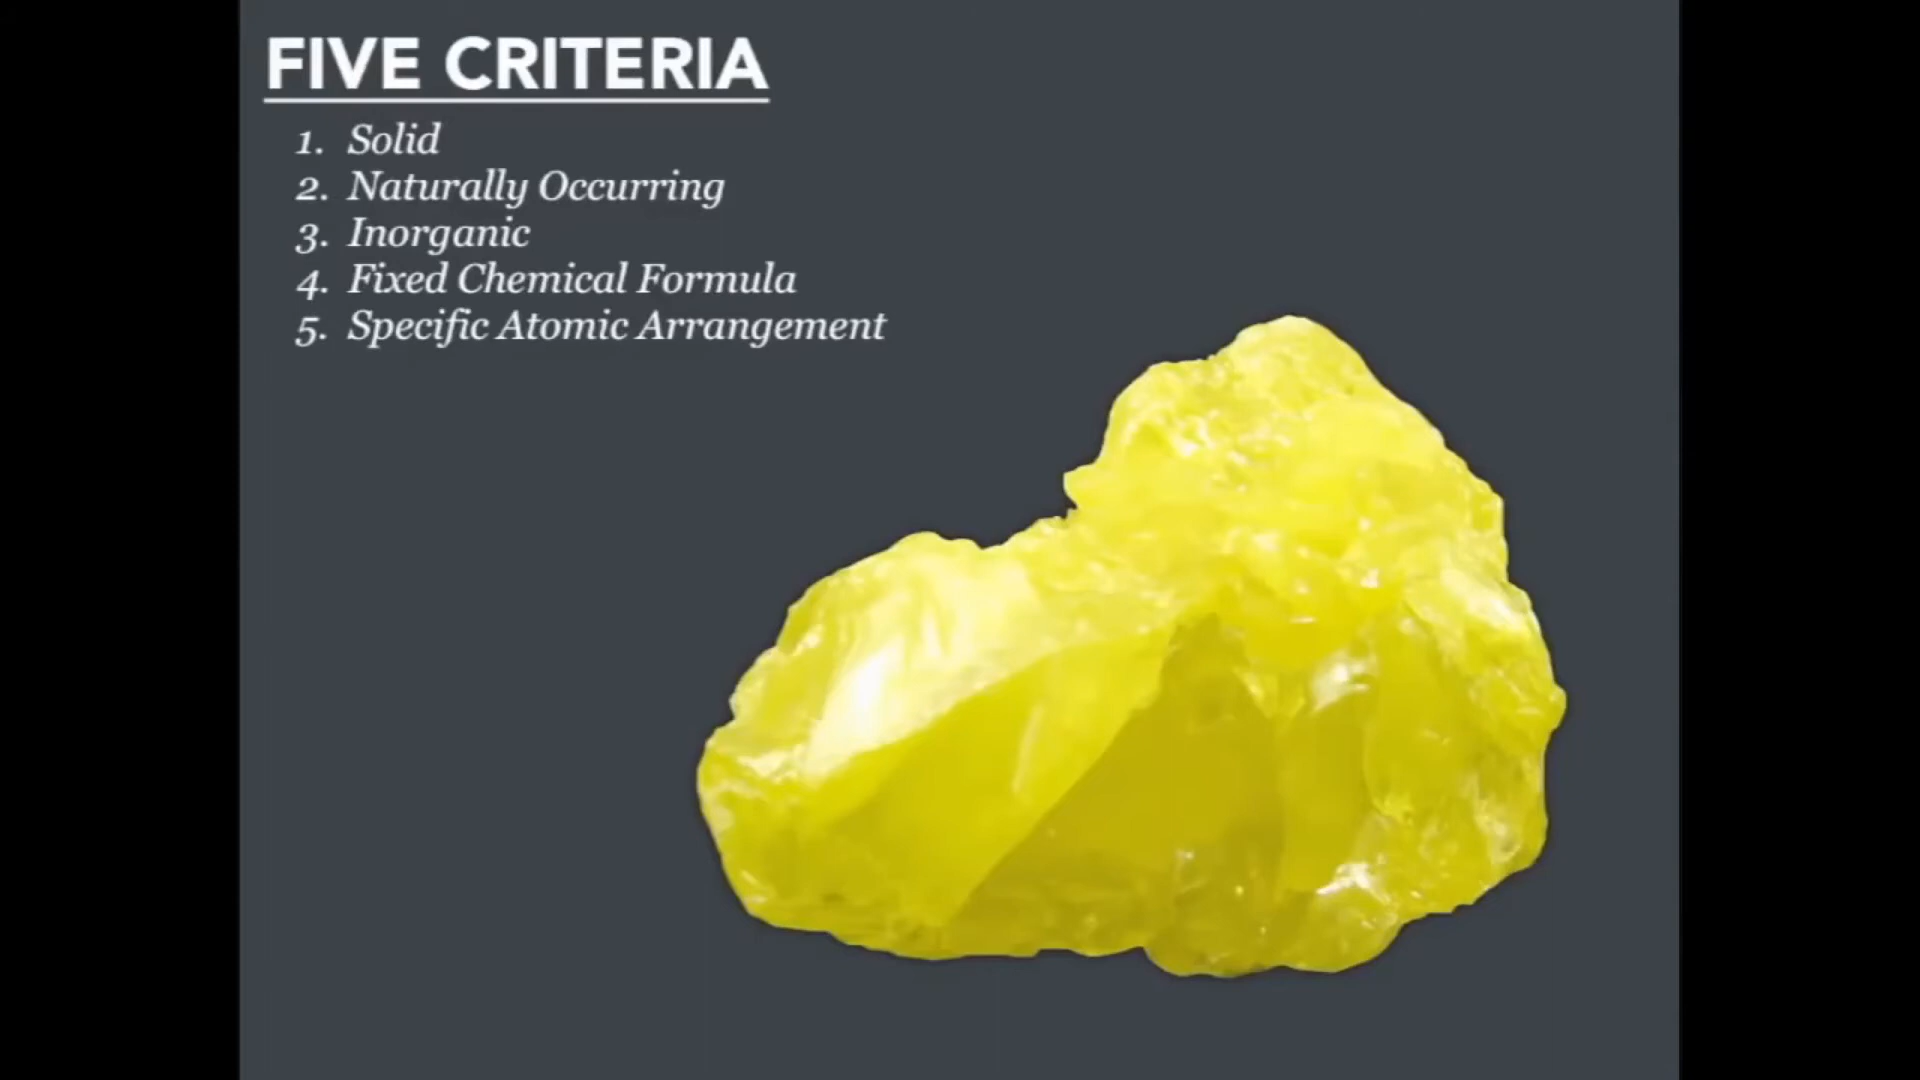 FIVE CRITERIA
1. Solid
2. Naturally Occurring
3. Inorganic
4. Fixed Chemical Formula
5. Specific Atomic Arrangement